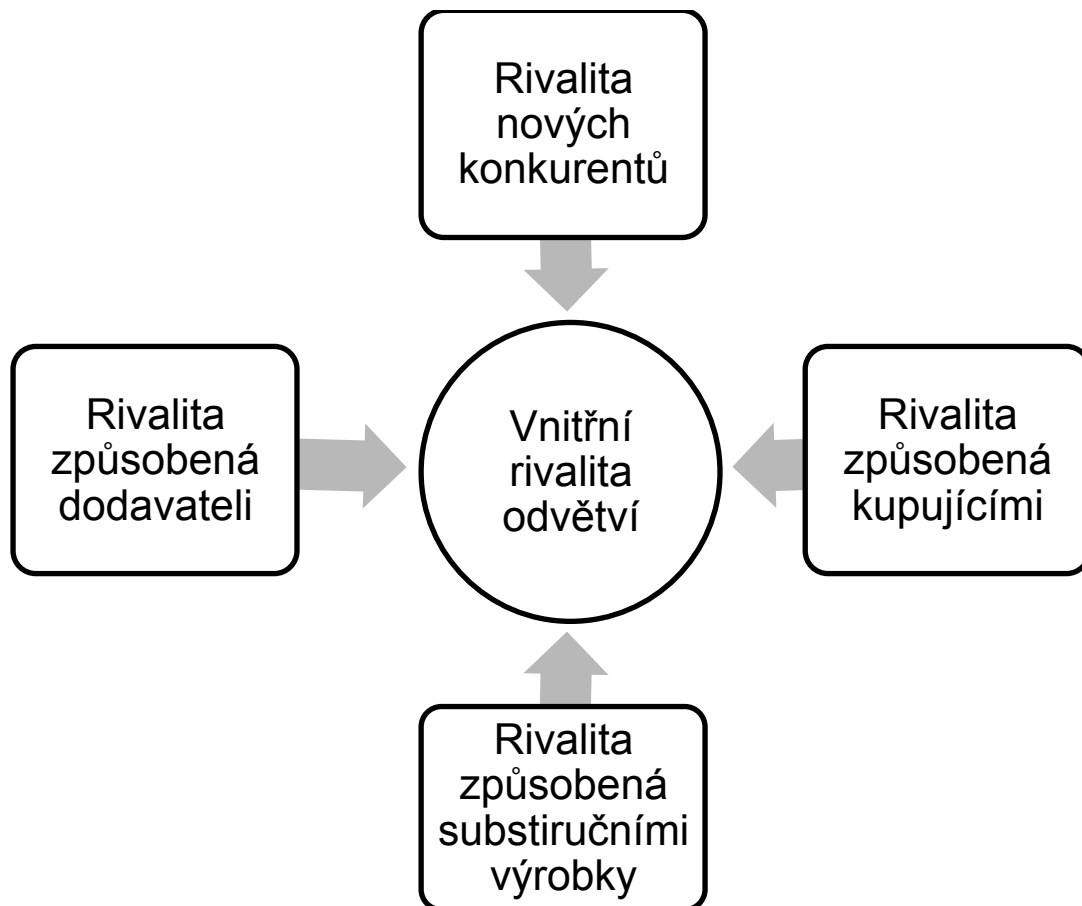 Rivalita
nových
konkurentů
Rivalita
způsobená
dodavateli
Vnitřní
rivalita
odvětví
Rivalita
způsobená
kupujícími
Rivalita
způsobená
substiručními
výrobky